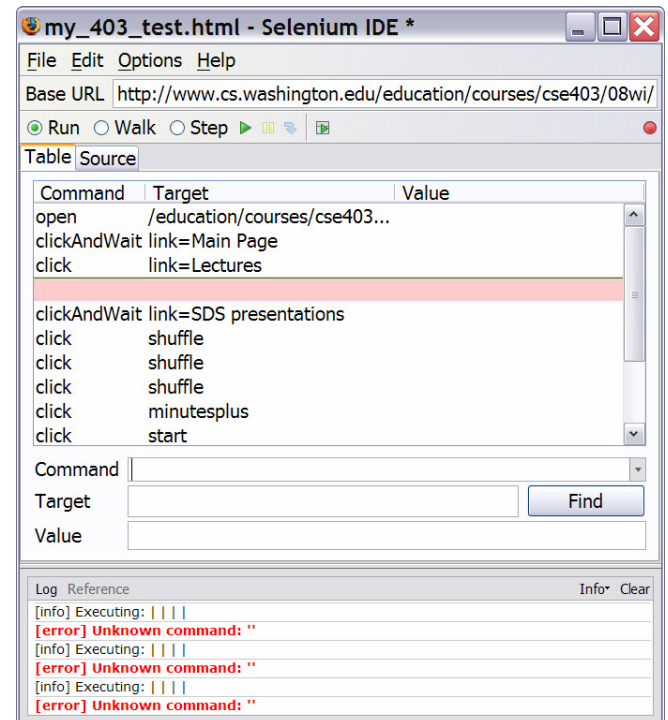 my_403_test.html - Selenium IDE *
File Edit Options Help
Base URL http://www.cs.washington.edu/education/courses/cse403/08wi/
Run Walk Step
Table Source
Command Target Value
open /education/courses/cse403...
clickAndWait link=Main Page
click link=Lectures
clickAndWait link=SDS presentations
click shuffle
click shuffle
click shuffle
click minutesplus
click start
Command
Target Find
Value
Log Reference Info Clear
[info] Executing: | | | |
[error] Unknown command: ''
[info] Executing: | | | |
[error] Unknown command: ''
[info] Executing: | | | |
[error] Unknown command: ''